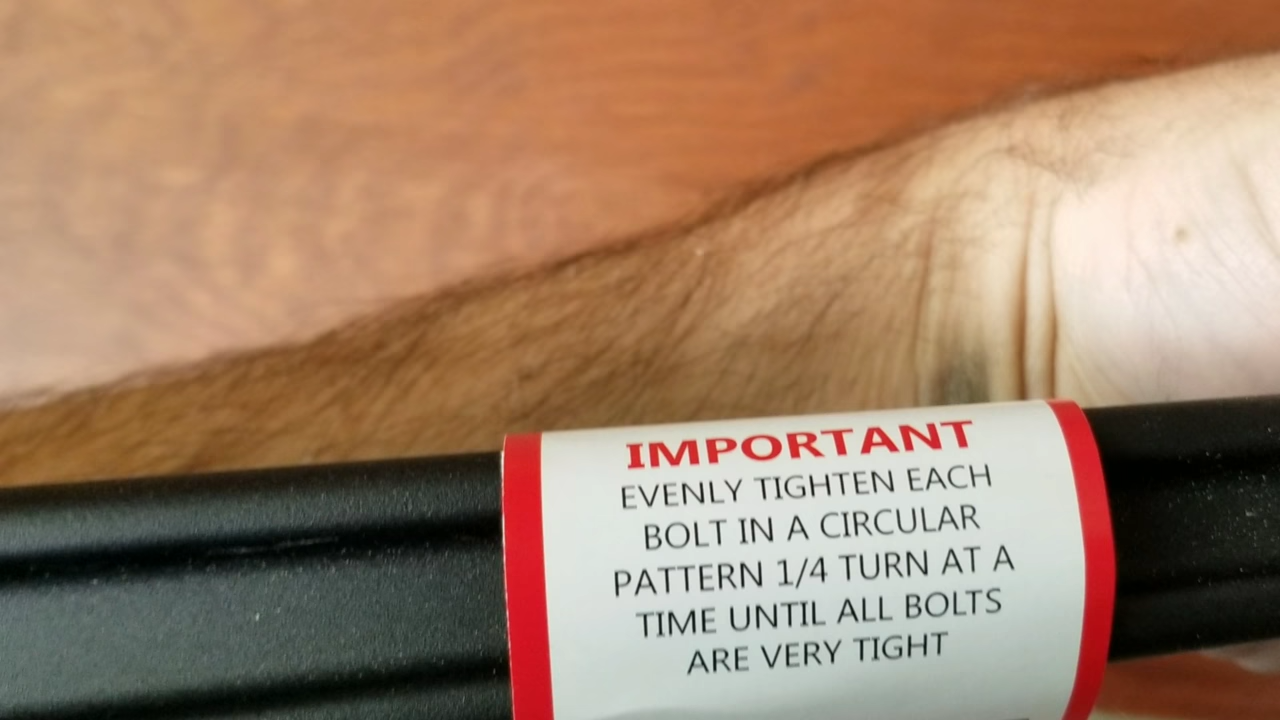 IMPORTANT
EVENLY TIGHTEN EACH
BOLT IN A CIRCULAR
PATTERN 1/4 TURN AT A
TIME UNTIL ALL BOLTS
ARE VERY TIGHT